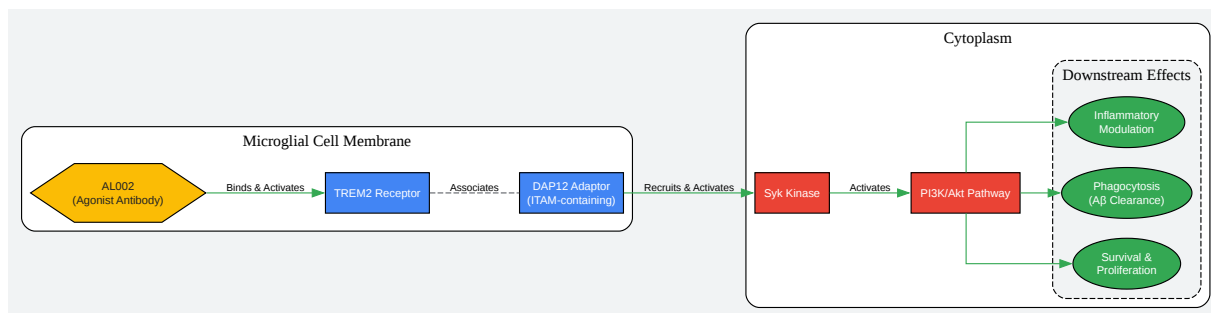 Cytoplasm
Downstream Effects
Inflammatory
Modulation
Microglial Cell Membrane
AL002
(Agonist Antibody)
Binds & Activates
TREM2 Receptor
Associates
DAP12 Adaptor
(ITAM-containing)
Recruits & Activates
Syk Kinase
Activates
PI3K/Akt Pathway
Phagocytosis
(Aβ Clearance)
Survival &
Proliferation